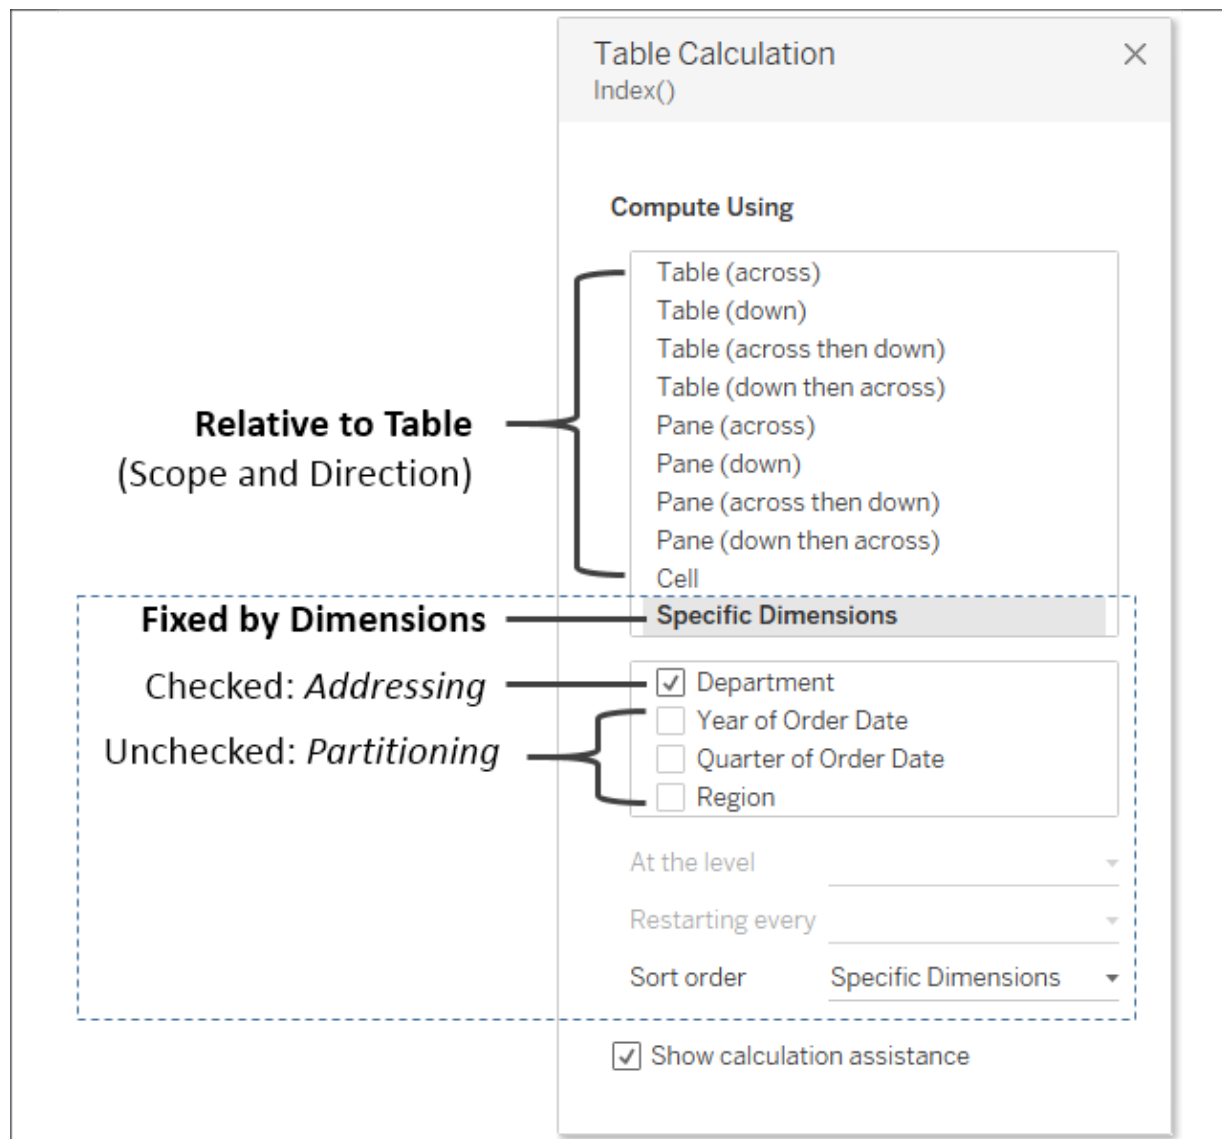 Table Calculation
Index()
Compute Using
Table (across)
Table (down)
Table (across then down)
Table (down then across)
Pane (across)
Pane (down)
Pane (across then down)
Pane (down then across)
Cell
Relative to Table
(Scope and Direction)
Fixed by Dimensions
Specific Dimensions
Checked: Addressing
Department
Unchecked: Partitioning
Year of Order Date
Quarter of Order Date
Region
At the level
Restarting every
Sort order Specific Dimensions
Show calculation assistance